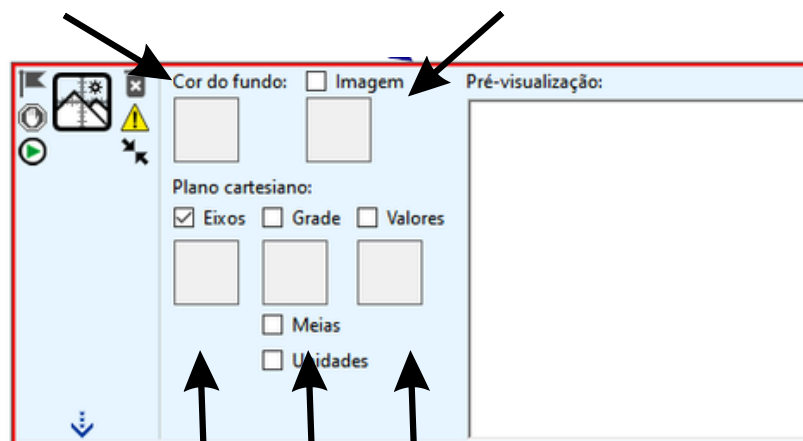 Cor do fundo: Imagem Pré-visualização:
Plano cartesiano:
Eixos Grade Valores
Meias
Unidades